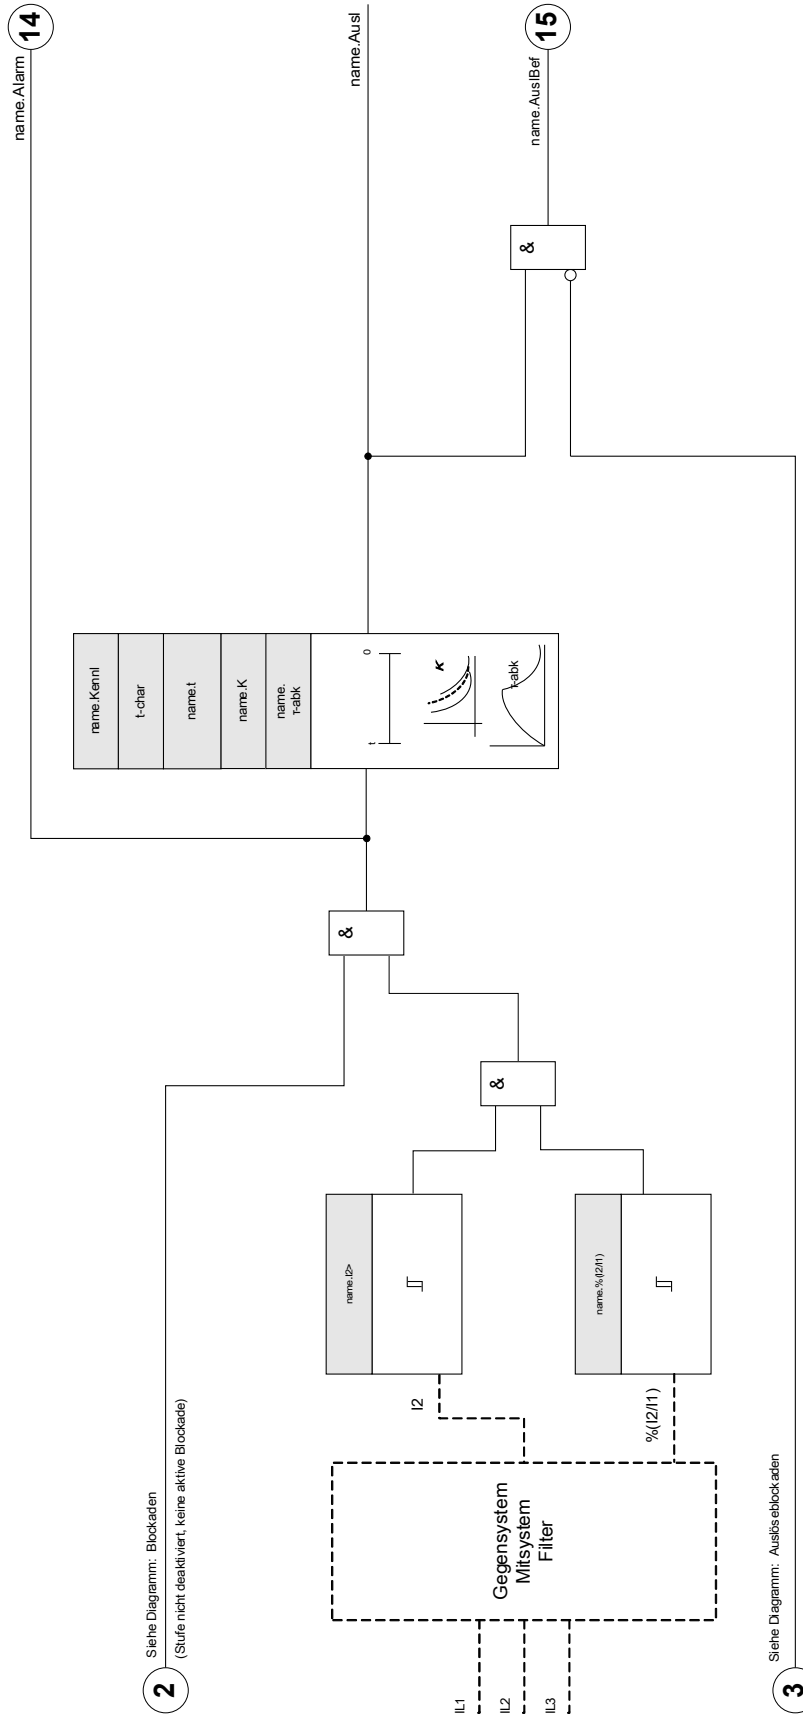 2
Siehe Diagramm: Blockaden
(Stufe nicht deaktiviert, keine aktive Blockade)
IL1
IL2
IL3
Gegensystem
Mitsystem
Filter
I2
%(I2/I1)
name.I2>
name.%(I2/I1)
&
&
name.Kennl
t-char
name.t
name.K
name.
τ-abk
t
0
K
τ-abk
&
name.Alarm
14
name.Ausl
name.AuslBef
15
3
Siehe Diagramm: Auslöseblockaden